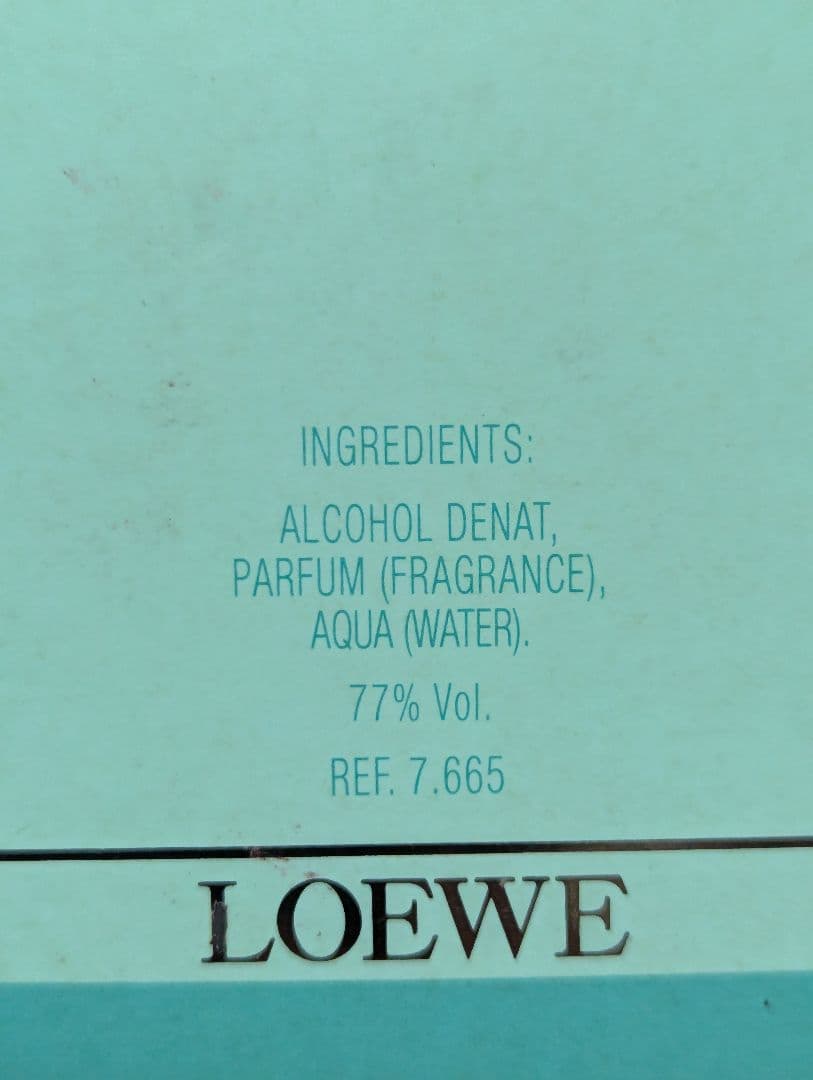 INGREDIENTS:
ALCOHOL DENAT,
PARFUM (FRAGRANCE),
AQUA (WATER).
77% Vol.
REF. 7.665
LOEWE